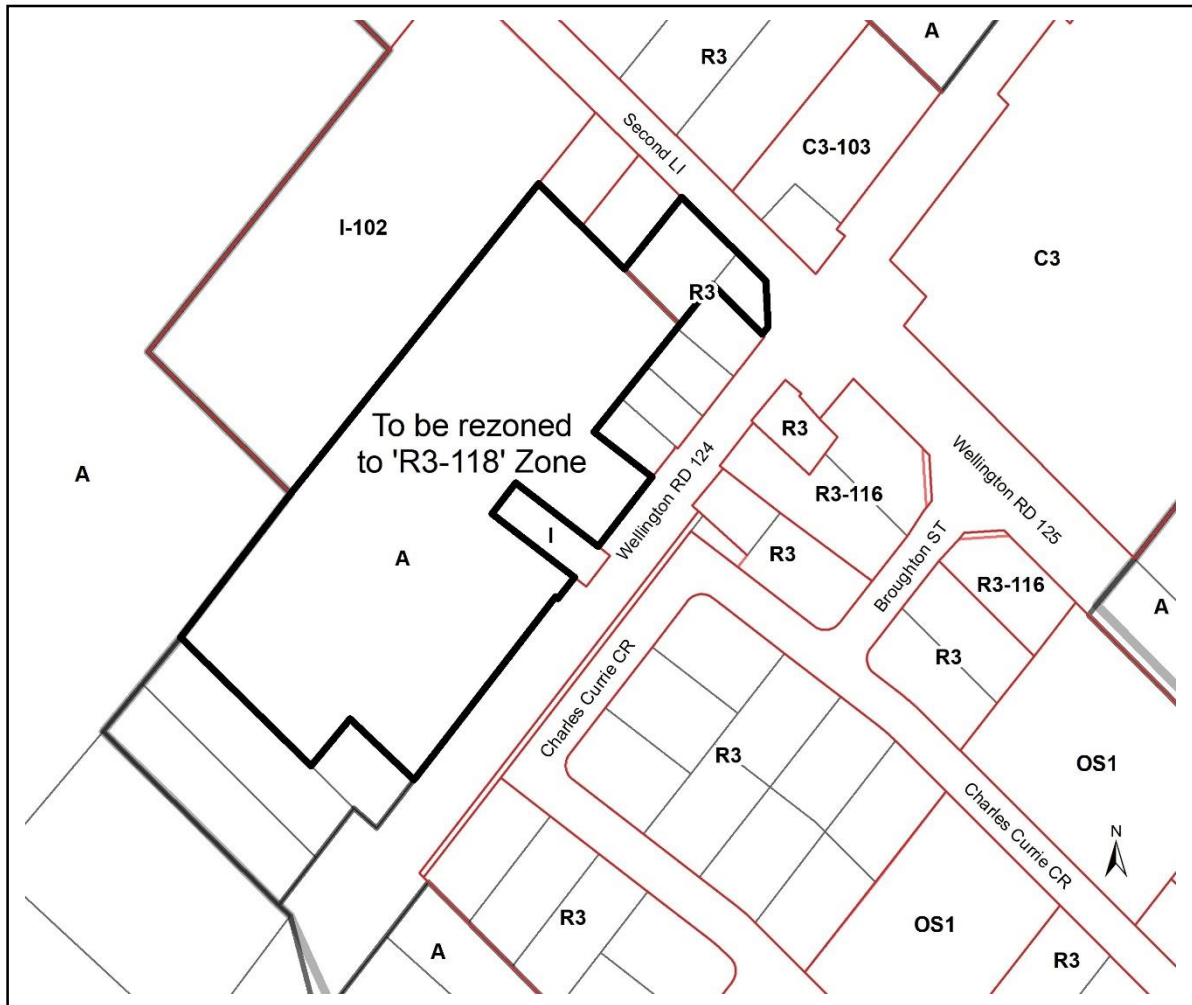 A
R3
Second LI
C3-103
I-102
C3
R3
To be rezoned
to 'R3-118' Zone
R3
Wellington RD 124
Wellington RD 125
A
R3-116
I
A
R3
Broughton ST
R3-116
A
R3
Charles Currie CR
R3
OS1
Charles Currie CR
N
R3
OS1
A
R3